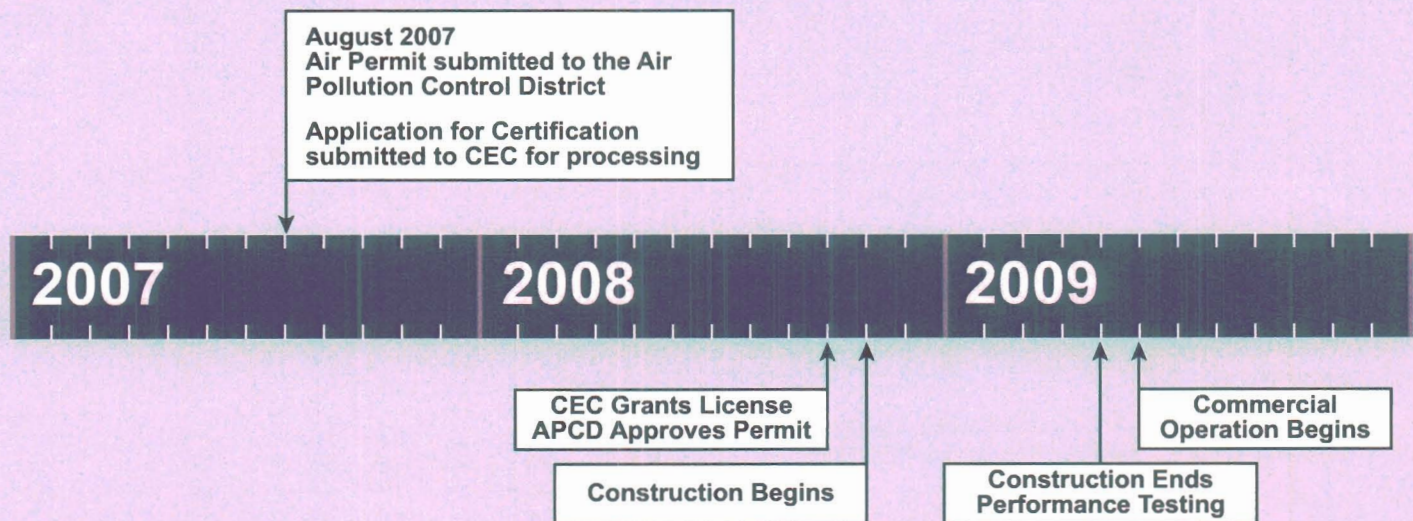 August 2007
Air Permit submitted to the Air
Pollution Control District
Application for Certification
submitted to CEC for processing
2007
2008
2009
CEC Grants License
APCD Approves Permit
Commercial
Operation Begins
Construction Begins
Construction Ends
Performance Testing